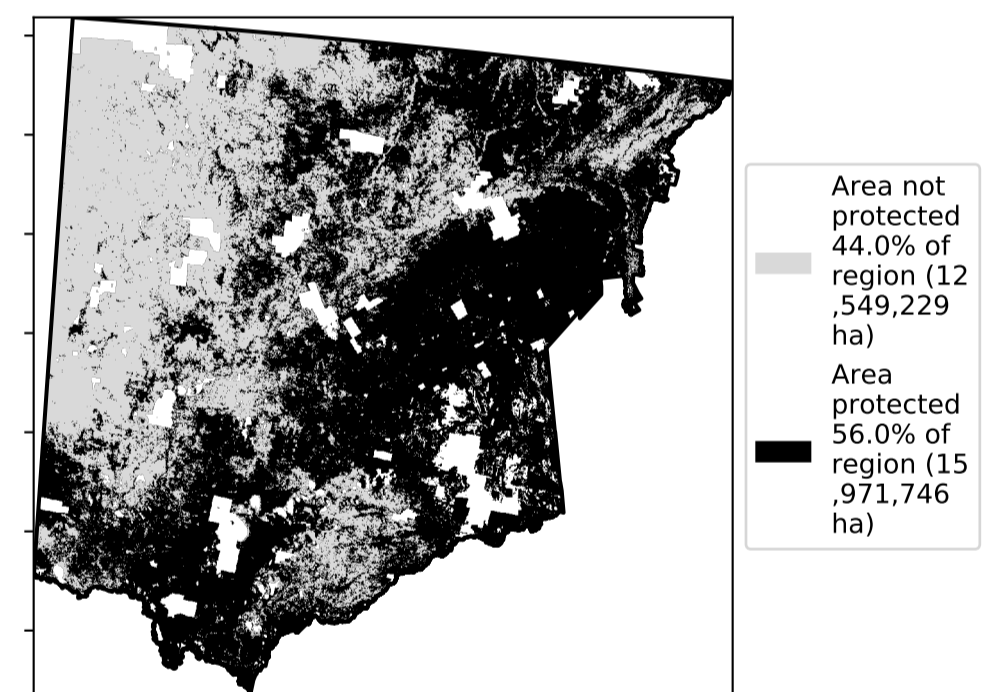 Area not
protected
44.0% of
region (12
,549,229
ha)
Area
protected
56.0% of
region (15
,971,746
ha)